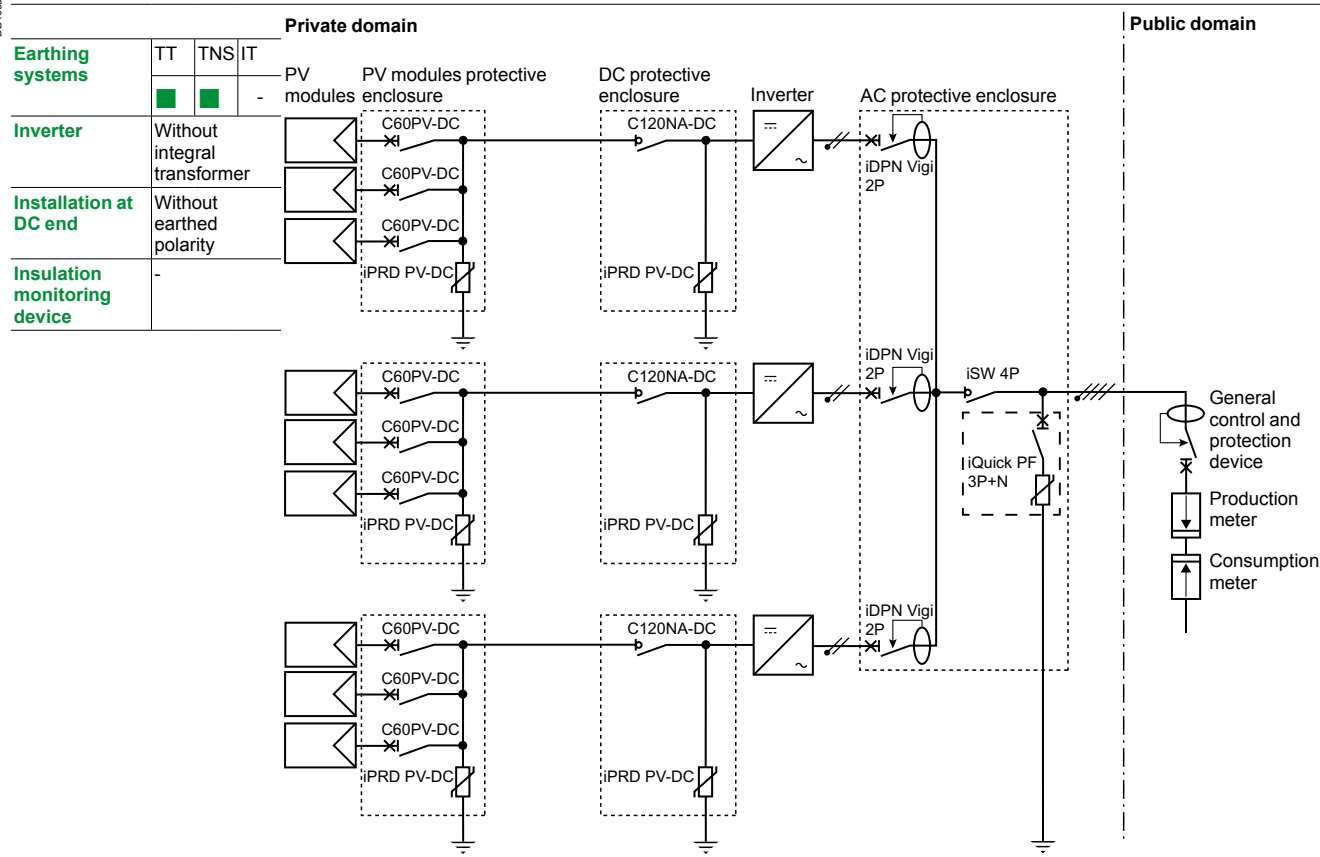 Private domain
Public domain
Earthing systems
TT
TNS
IT
-
Inverter
Without integral transformer
Installation at DC end
Without earthed polarity
Insulation monitoring device
-
PV modules
PV modules protective enclosure
DC protective enclosure
Inverter
AC protective enclosure
C60PV-DC
C120NA-DC
iDPN Vigi 2P
C60PV-DC
C60PV-DC
iPRD PV-DC
iPRD PV-DC
C60PV-DC
C120NA-DC
iDPN Vigi 2P
iSW 4P
C60PV-DC
C60PV-DC
iPRD PV-DC
iPRD PV-DC
iQuick PF 3P+N
General control and protection device
Production meter
Consumption meter
C60PV-DC
C120NA-DC
iDPN Vigi 2P
C60PV-DC
C60PV-DC
iPRD PV-DC
iPRD PV-DC